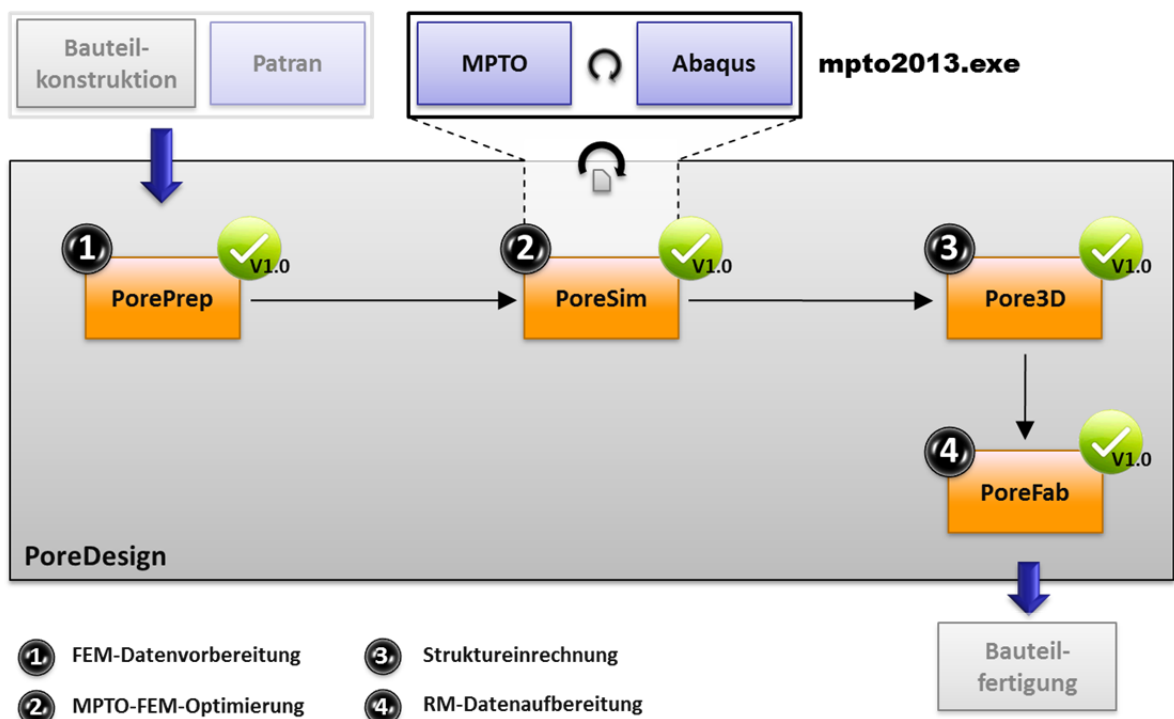 Bauteil-
konstruktion
Patran
MPTO
Abaqus
mpto2013.exe
1
V1.0
PorePrep
2
V1.0
PoreSim
3
V1.0
Pore3D
4
V1.0
PoreFab
PoreDesign
Bauteil-
fertigung
1 FEM-Datenvorbereitung
3 Struktureinrechnung
2 MPTO-FEM-Optimierung
4 RM-Datenaufbereitung